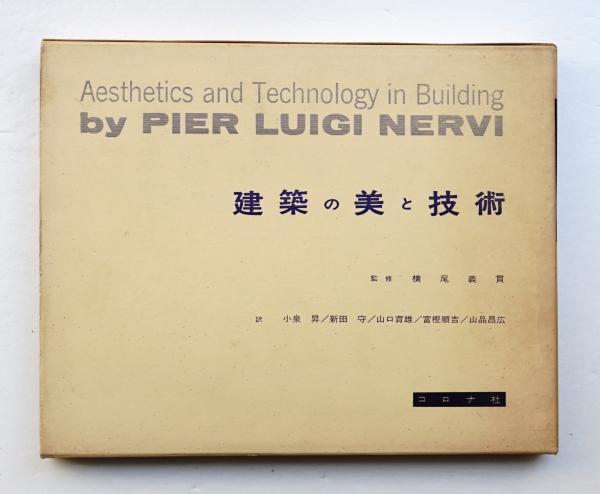 Aesthetics and Technology in Building
by PIER LUIGI NERVI
建築の美と技術
監修 横尾義貫
訳 小泉 昇／新田 守／山口育雄／富樫順吉／山品昌広
コロナ社